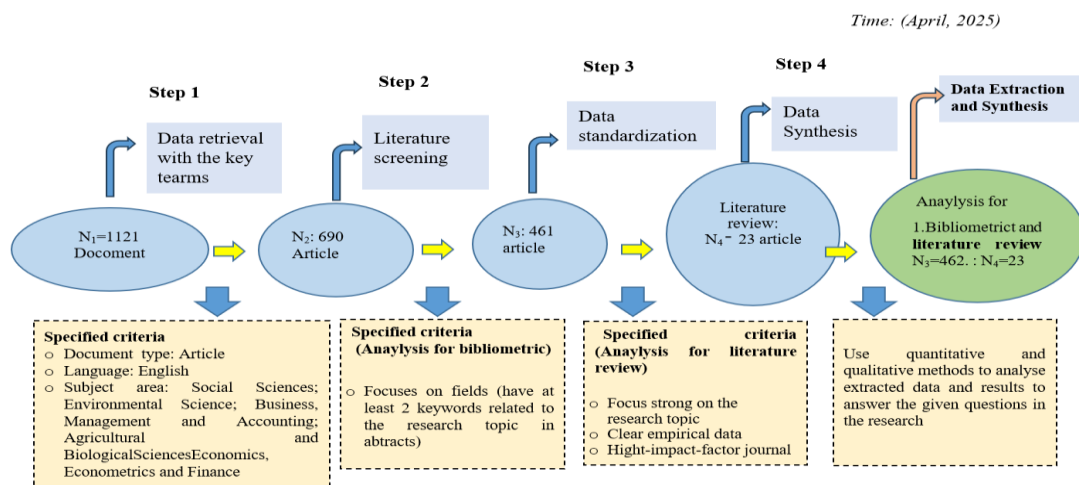 Time: (April, 2025)
Step 1
Step 2
Step 3
Step 4
Data retrieval
with the key
tearms
Literature
screening
Data
standardization
Data
Synthesis
Data Extraction
and Synthesis
N₁=1121
Docoment
N₂: 690
Article
N₃: 461
article
Literature
review:
N₄- 23 article
Anaylysis for
1.Bibliometrict and
literature review
N₃=462. : N₄=23
Specified criteria
o Document type: Article
o Language: English
o Subject area: Social Sciences;
Environmental Science; Business,
Management and Accounting;
Agricultural and
BiologicalSciencesEconomics,
Econometrics and Finance
Specified criteria
(Anaylysis for bibliometric)
o Focuses on fields (have at
least 2 keywords related to
the research topic in
abtracts)
Specified criteria
(Anaylysis for literature
review)
o Focus strong on the
research topic
o Clear empirical data
o Hight-impact-factor journal
Use quantitative and
qualitative methods to analyse
extracted data and results to
answer the given questions in
the research